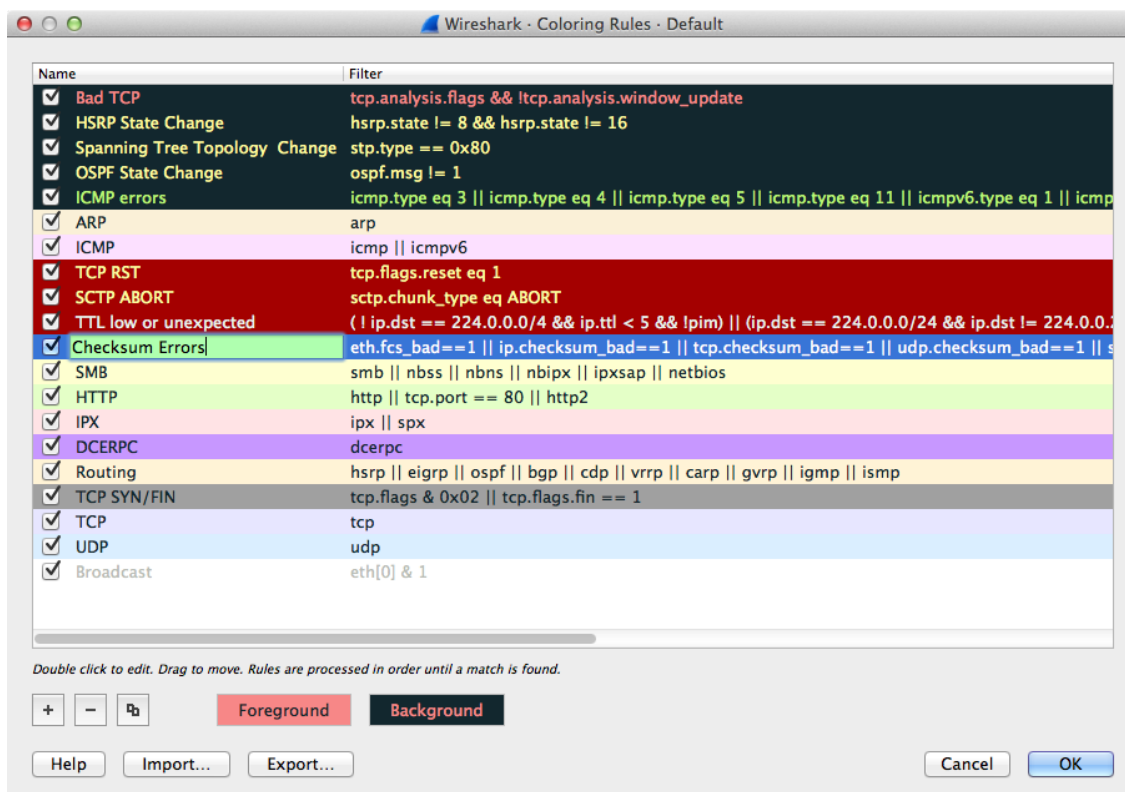 Wireshark · Coloring Rules · Default
Name Filter
Bad TCP tcp.analysis.flags && !tcp.analysis.window_update
HSRP State Change hsrp.state != 8 && hsrp.state != 16
Spanning Tree Topology Change stp.type == 0x80
OSPF State Change ospf.msg != 1
ICMP errors icmp.type eq 3 || icmp.type eq 4 || icmp.type eq 5 || icmp.type eq 11 || icmpv6.type eq 1 || icmp
ARP arp
ICMP icmp || icmpv6
TCP RST tcp.flags.reset eq 1
SCTP ABORT sctp.chunk_type eq ABORT
TTL low or unexpected ( ! ip.dst == 224.0.0.0/4 && ip.ttl < 5 && !pim) || (ip.dst == 224.0.0.0/24 && ip.dst != 224.0.0.
Checksum Errors eth.fcs_bad==1 || ip.checksum_bad==1 || tcp.checksum_bad==1 || udp.checksum_bad==1 || s
SMB smb || nbss || nbns || nbipx || ipxsap || netbios
HTTP http || tcp.port == 80 || http2
IPX ipx || spx
DCERPC dcerpc
Routing hsrp || eigrp || ospf || bgp || cdp || vrrp || carp || gvrp || igmp || ismp
TCP SYN/FIN tcp.flags & 0x02 || tcp.flags.fin == 1
TCP tcp
UDP udp
Broadcast eth[0] & 1
Double click to edit. Drag to move. Rules are processed in order until a match is found.
+ − Foreground Background
Help Import... Export... Cancel OK